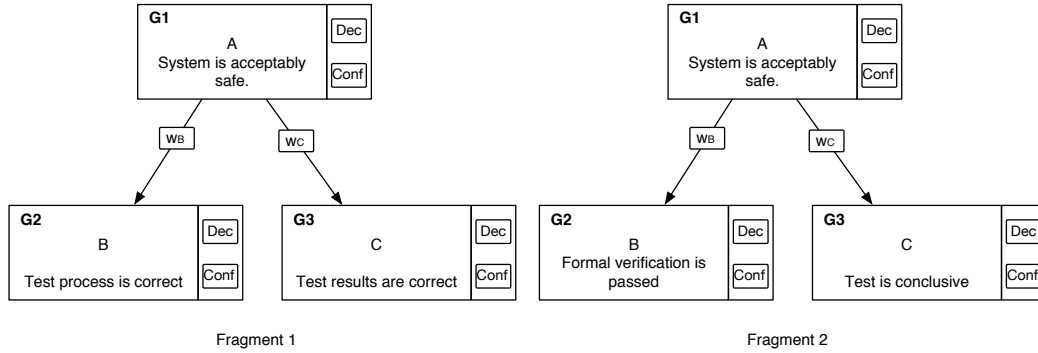 G1
A
System is acceptably
safe.
Dec
Conf
wB
wC
G2
B
Test process is correct
Dec
Conf
G3
C
Test results are correct
Dec
Conf
Fragment 1
G1
A
System is acceptably
safe.
Dec
Conf
wB
wC
G2
B
Formal verification is
passed
Dec
Conf
G3
C
Test is conclusive
Dec
Conf
Fragment 2